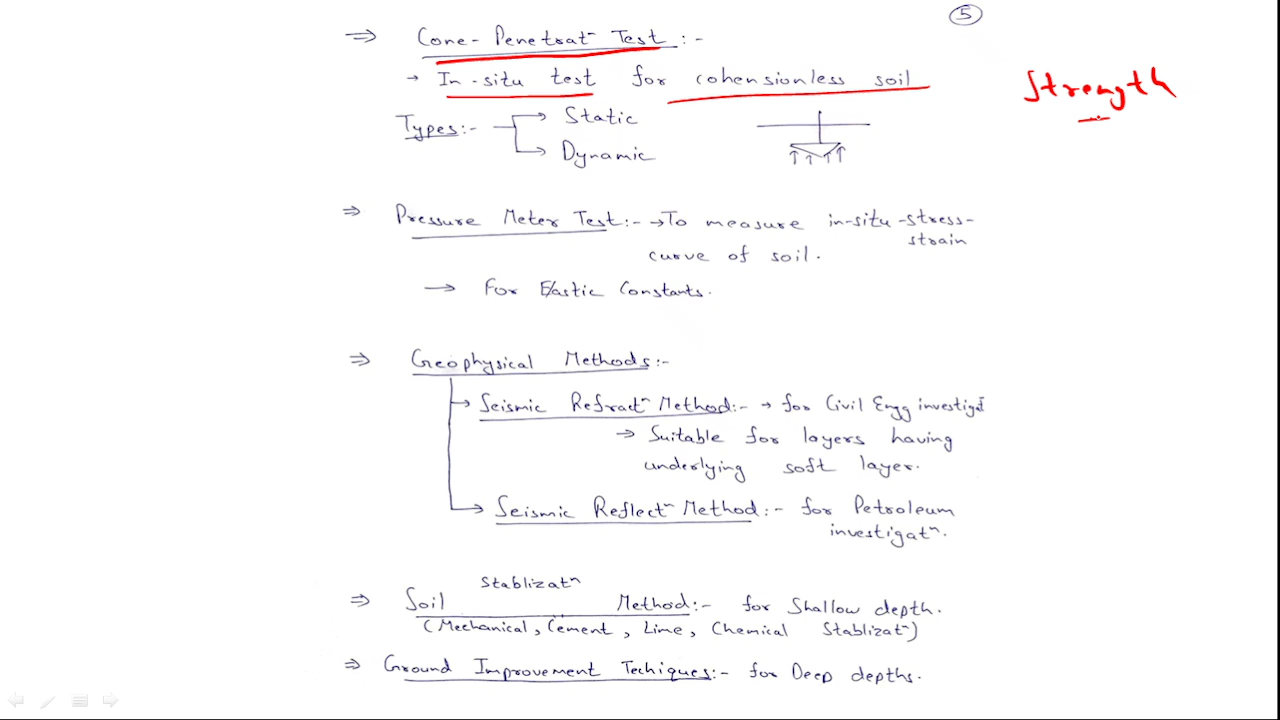 5
⇒ Cone-Penetratⁿ Test :-
→ In-situ test for cohensionless soil
Strength
Types:- → Static
→ Dynamic
⇒ Pressure Meter Test:- → To measure in-situ-stress-
strain
curve of soil.
→ For Elastic Constants.
⇒ Geophysical Methods:-
→ Seismic Refractⁿ Method:- → for Civil Engg investigatⁿ
→ Suitable for layers having
underlying soft layer.
→ Seismic Reflectⁿ Method:- for Petroleum
investigatⁿ.
Stablizatⁿ
⇒ Soil Method:- for Shallow depth.
(Mechanical, Cement, Lime, Chemical Stablizatⁿ)
⇒ Ground Improvement Techiques:- for Deep depths.